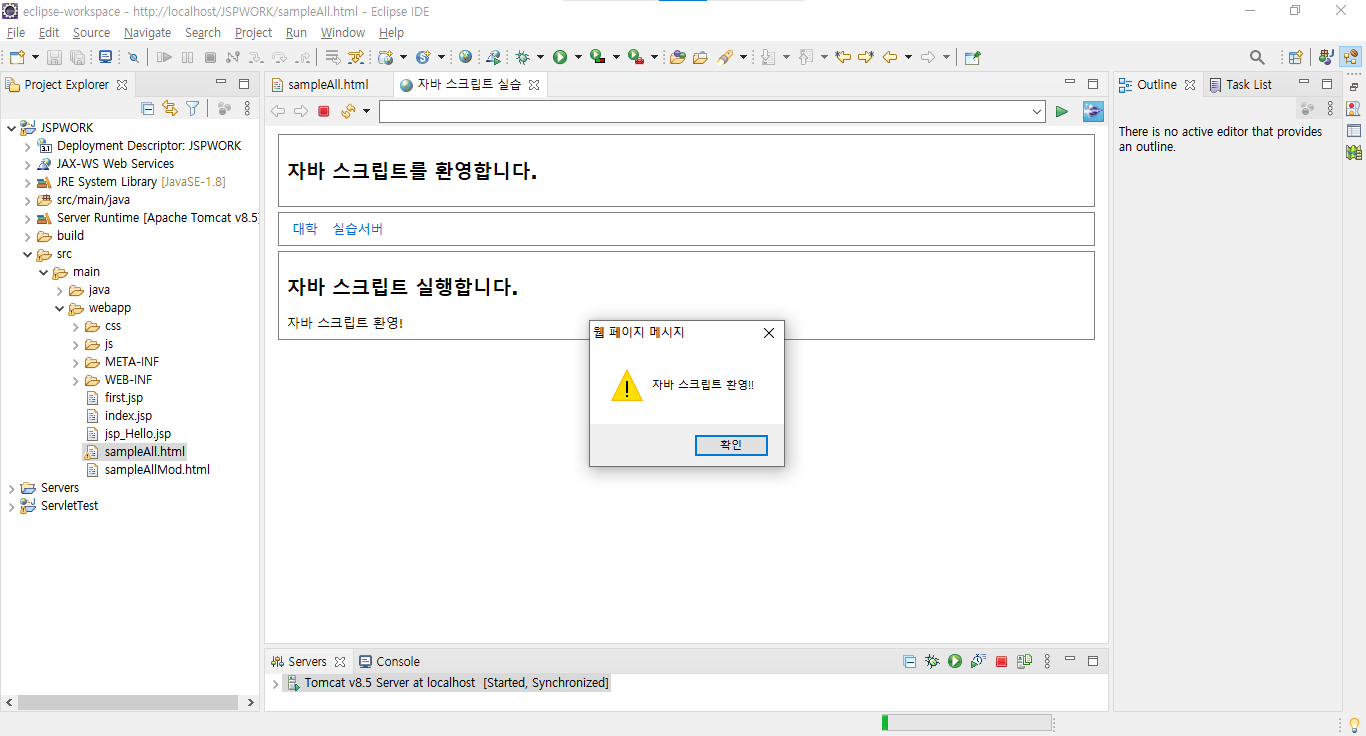 eclipse-workspace - http://localhost/JSPWORK/sampleAll.html - Eclipse IDE
File Edit Source Navigate Search Project Run Window Help
Project Explorer
JSPWORK
Deployment Descriptor: JSPWORK
JAX-WS Web Services
JRE System Library [JavaSE-1.8]
src/main/java
Server Runtime [Apache Tomcat v8.5]
build
src
main
java
webapp
css
js
META-INF
WEB-INF
first.jsp
index.jsp
jsp_Hello.jsp
sampleAll.html
sampleAllMod.html
Servers
ServletTest
sampleAll.html
자바 스크립트 실습
자바 스크립트를 환영합니다.
대학 실습서버
자바 스크립트 실행합니다.
자바 스크립트 환영!
웹 페이지 메시지
자바 스크립트 환영!!
확인
Servers Console
Tomcat v8.5 Server at localhost [Started, Synchronized]
Outline Task List
There is no active editor that provides
an outline.